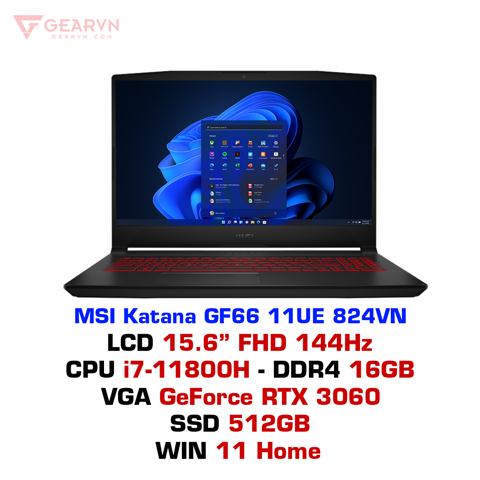 GEARVN
GEARVN.COM
MSI Katana GF66 11UE 824VN
LCD 15.6” FHD 144Hz
CPU i7-11800H - DDR4 16GB
VGA GeForce RTX 3060
SSD 512GB
WIN 11 Home